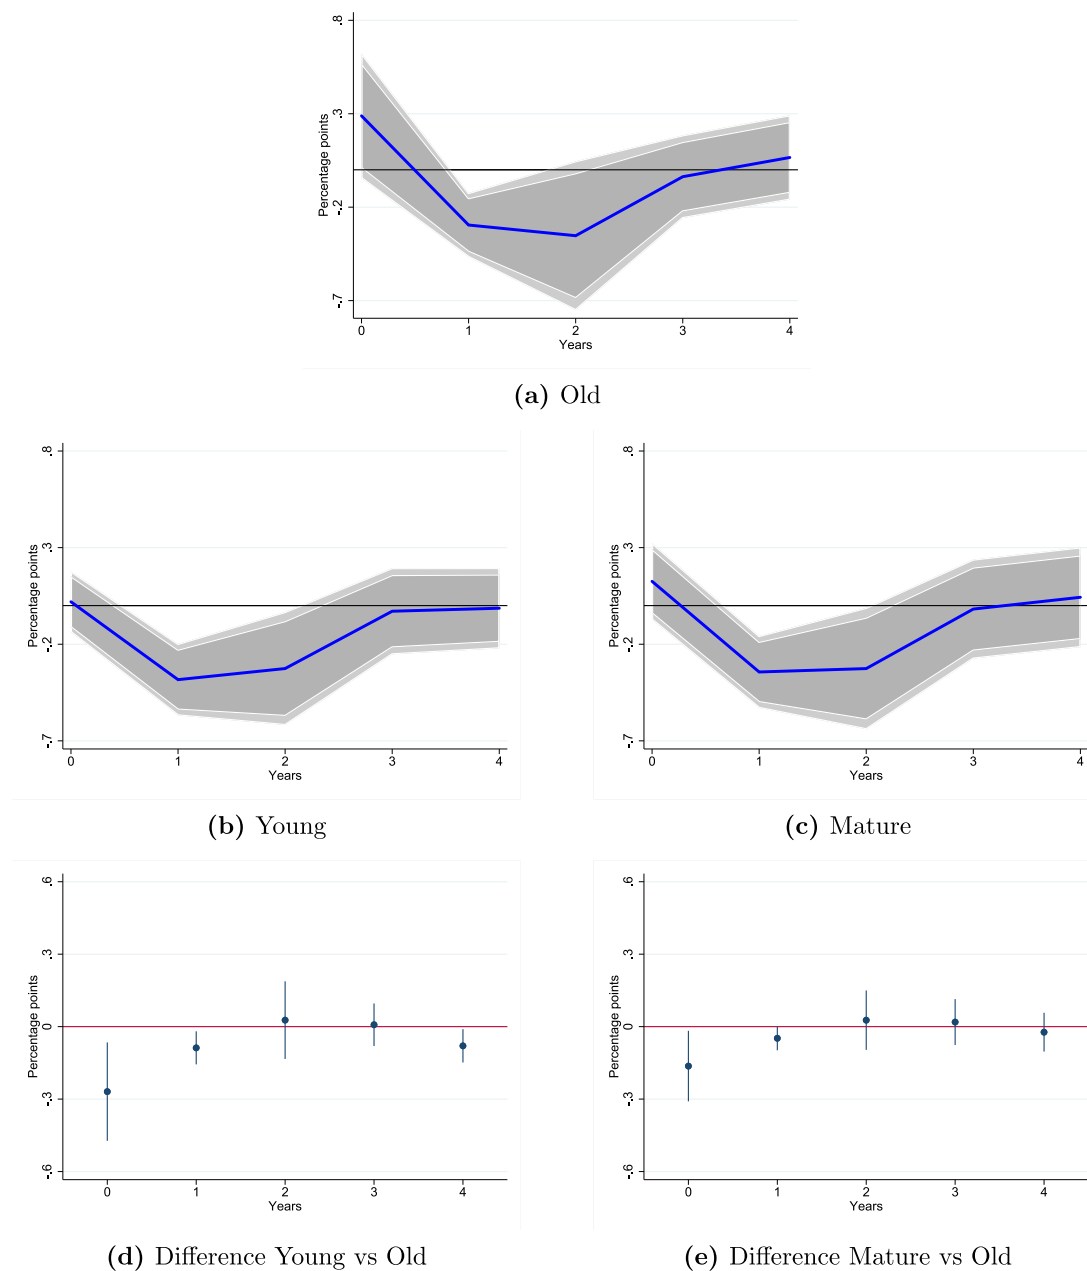 .8
.3
-.2
-.7
Percentage points
0 1 2 3 4
Years
(a) Old
.8
.3
-.2
-.7
Percentage points
0 1 2 3 4
Years
(b) Young
.8
.3
-.2
-.7
Percentage points
0 1 2 3 4
Years
(c) Mature
.6
.3
0
-.3
-.6
Percentage points
0 1 2 3 4
Years
(d) Difference Young vs Old
.6
.3
0
-.3
-.6
Percentage points
0 1 2 3 4
Years
(e) Difference Mature vs Old